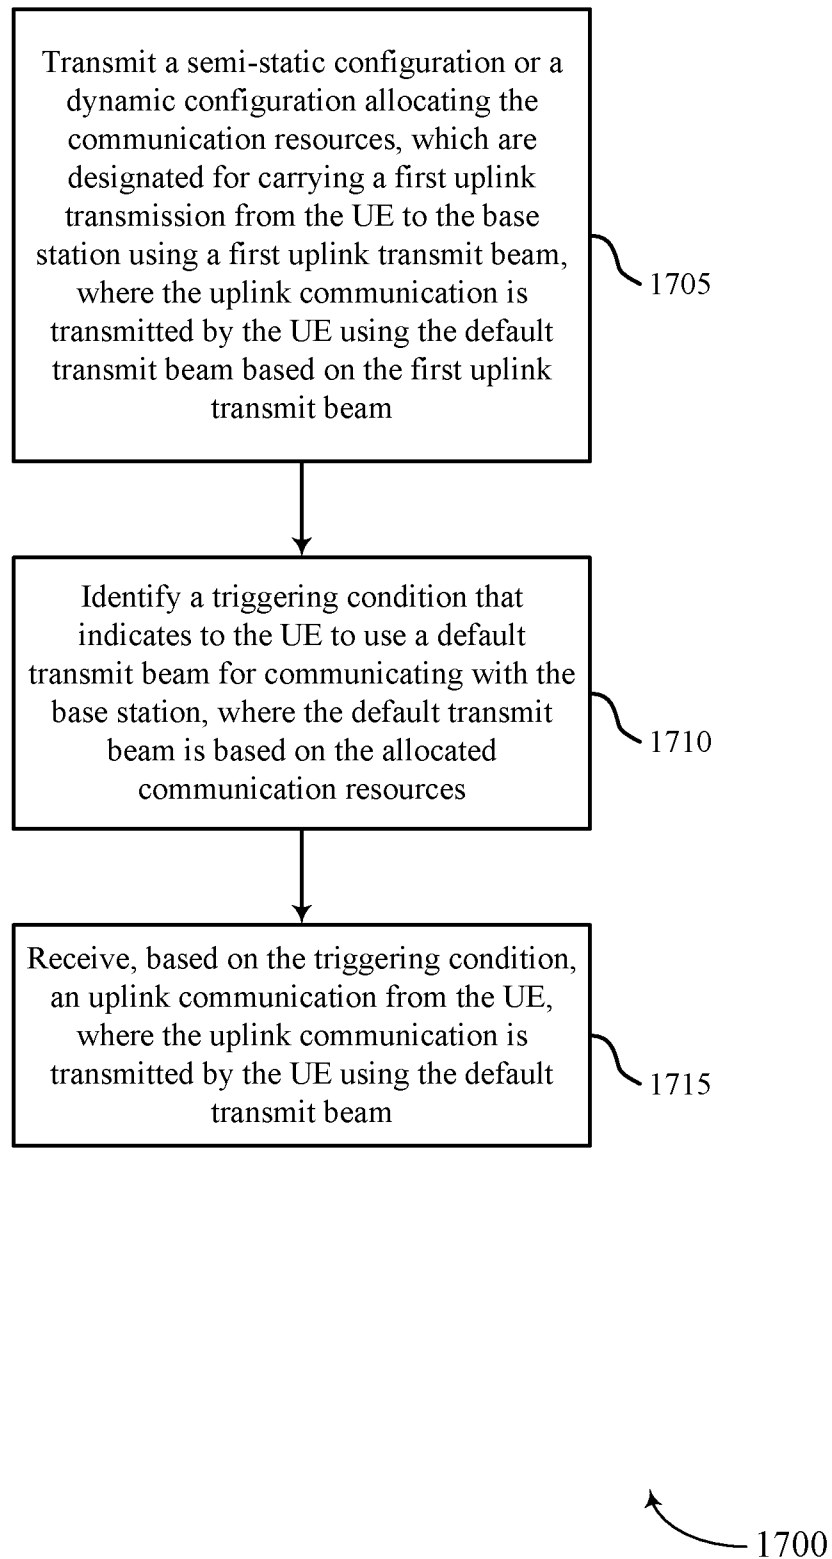 Transmit a semi-static configuration or a
dynamic configuration allocating the
communication resources, which are
designated for carrying a first uplink
transmission from the UE to the base
station using a first uplink transmit beam,
where the uplink communication is
transmitted by the UE using the default
transmit beam based on the first uplink
transmit beam
1705
Identify a triggering condition that
indicates to the UE to use a default
transmit beam for communicating with the
base station, where the default transmit
beam is based on the allocated
communication resources
1710
Receive, based on the triggering condition,
an uplink communication from the UE,
where the uplink communication is
transmitted by the UE using the default
transmit beam
1715
1700